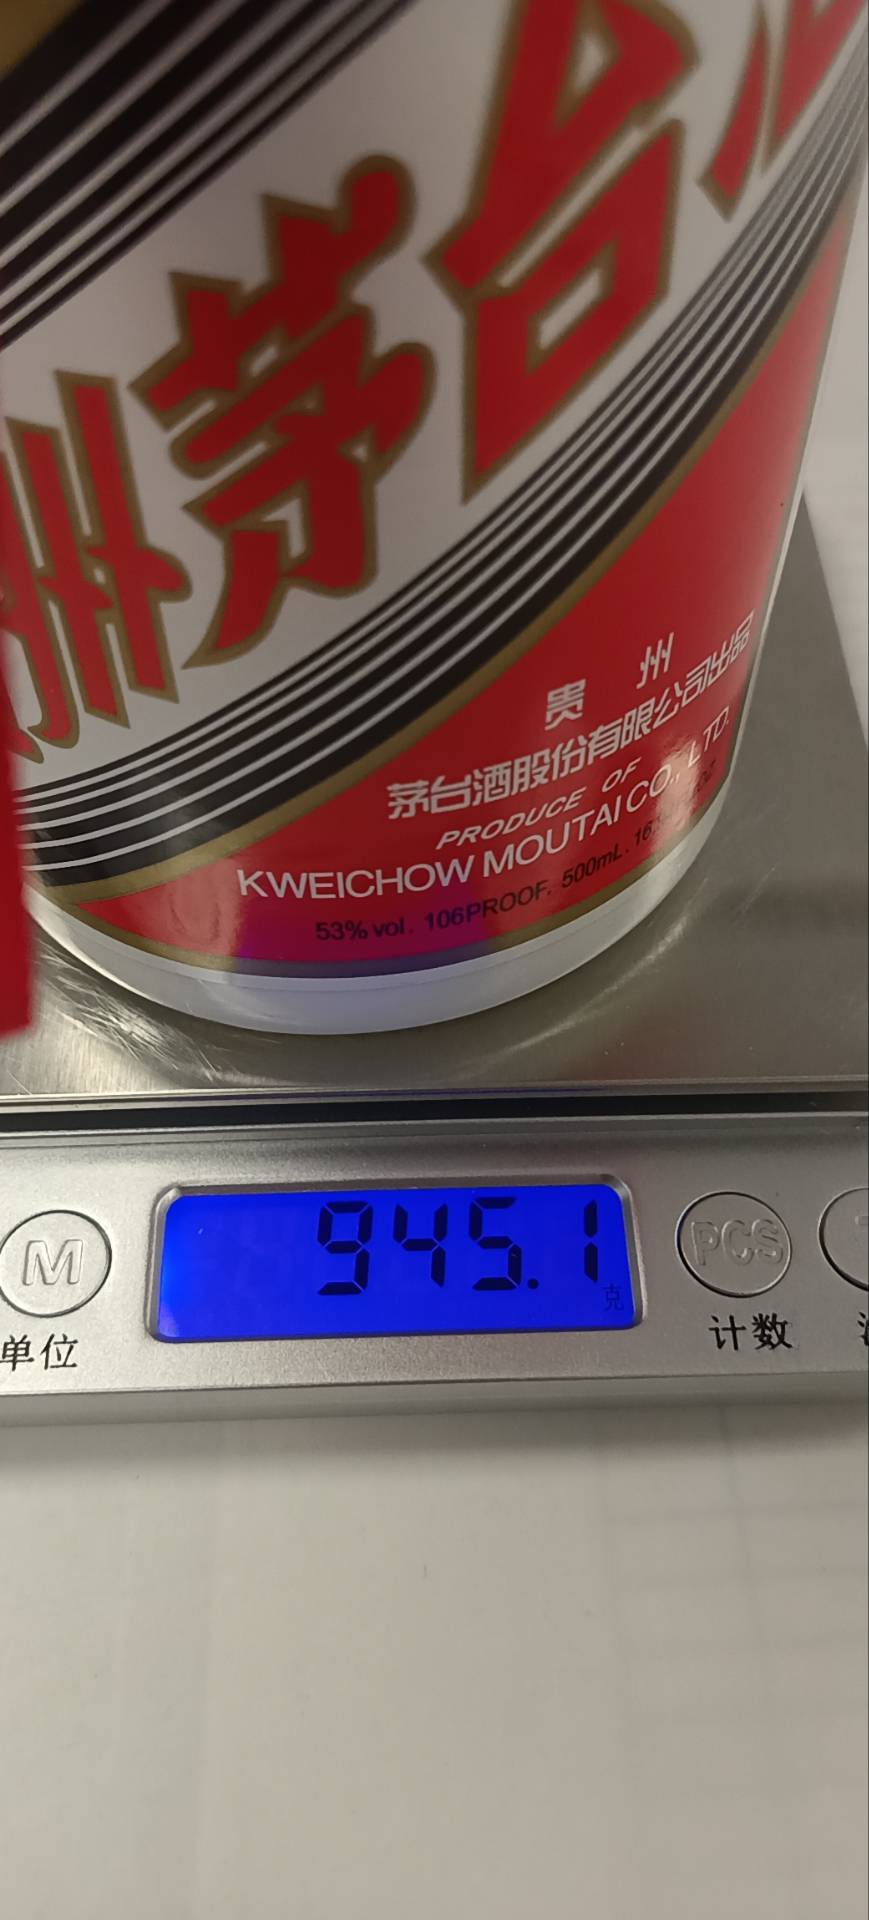 州茅台
贵州
茅台酒股份有限公司出品
PRODUCE OF
KWEICHOW MOUTAI CO., LTD.
53% vol. 106PROOF. 500mL.
945.1
克
M
PCS
单位
计数